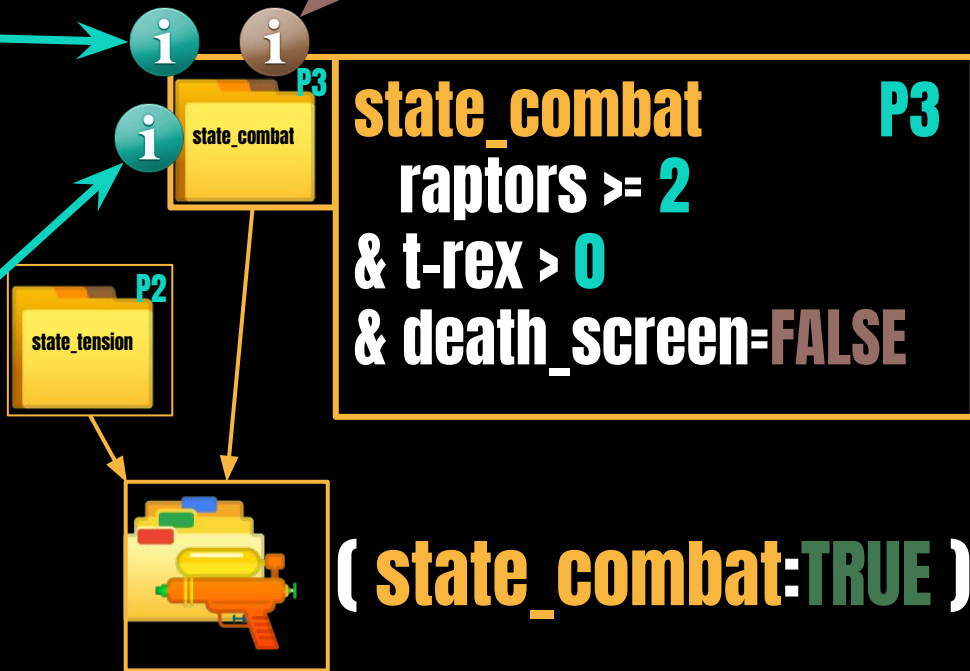 P3
state_combat
state_combat P3
raptors >= 2
& t-rex > 0
& death_screen=FALSE
P2
state_tension
( state_combat:TRUE )